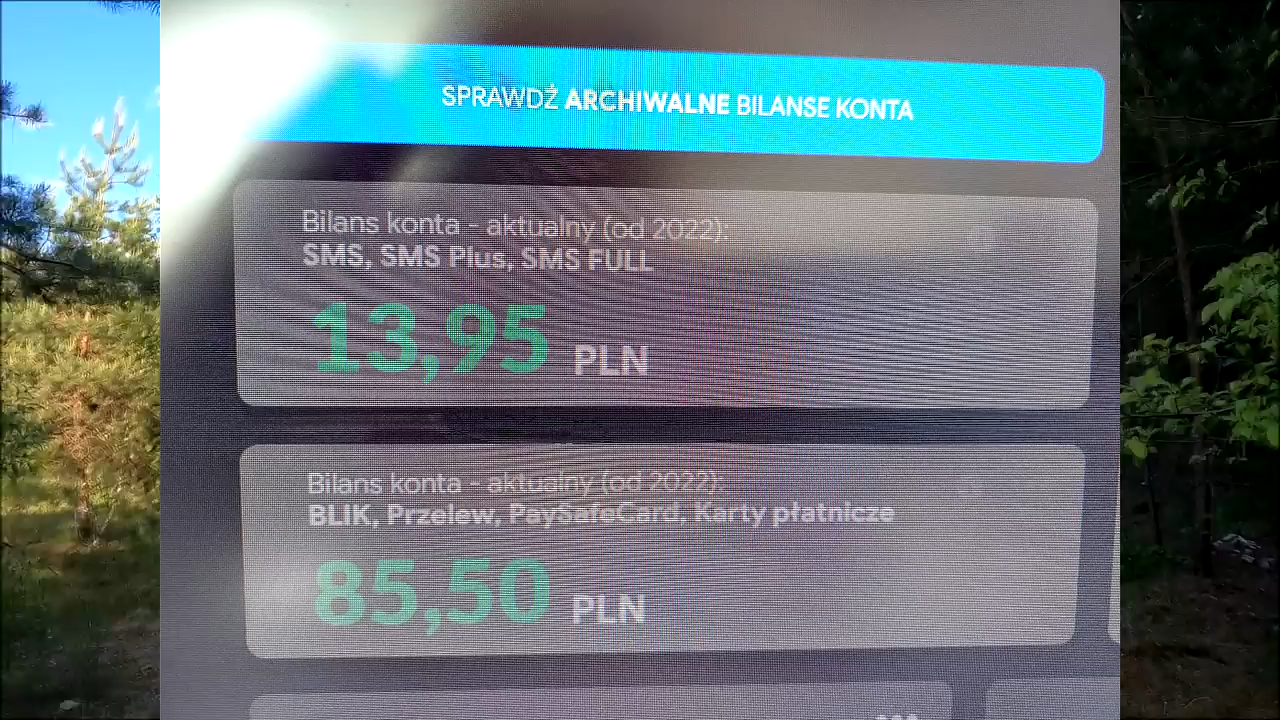 SPRAWDŹ ARCHIWALNE BILANSE KONTA
Bilans konta - aktualny (od 2022):
SMS, SMS Plus, SMS FULL
13,95 PLN
Bilans konta - aktualny (od 2022):
BLIK, Przelew, PaySafeCard, Karty płatnicze
85,50 PLN